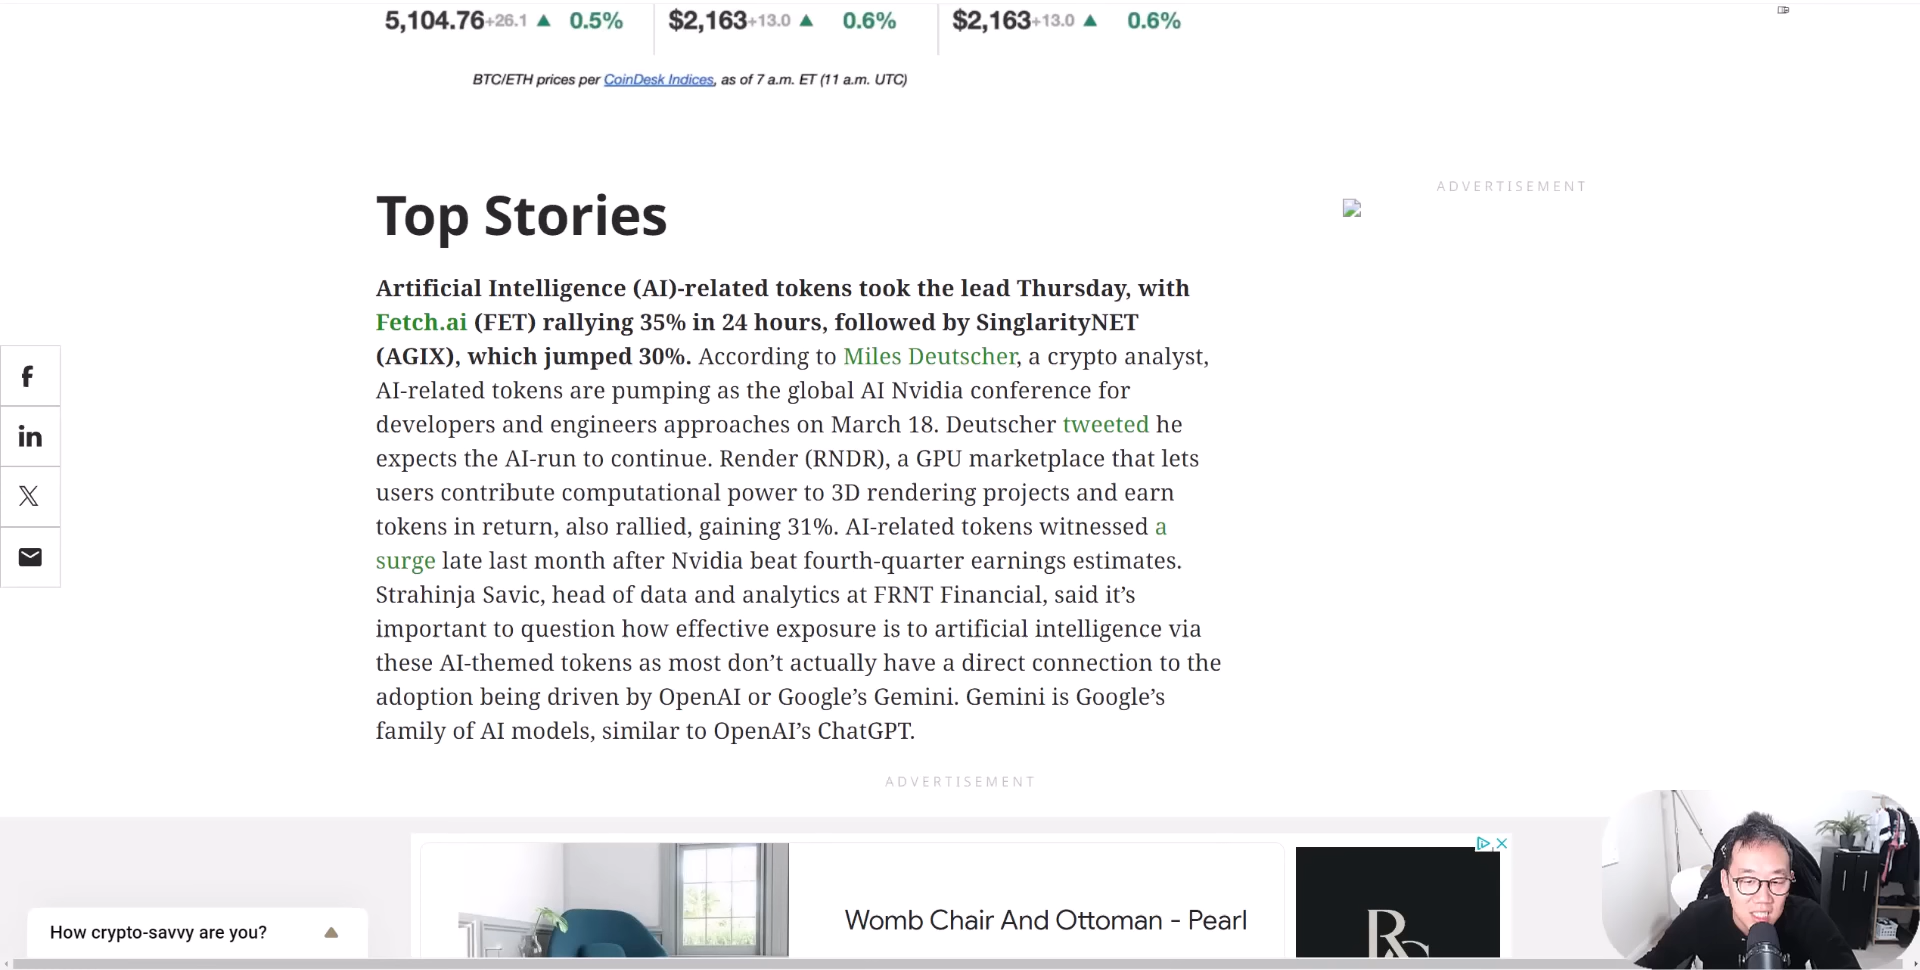 5,104.76 +26.1 ▲ 0.5% $2,163 +13.0 ▲ 0.6% $2,163 +13.0 ▲ 0.6%
BTC/ETH prices per CoinDesk Indices, as of 7 a.m. ET (11 a.m. UTC)
ADVERTISEMENT
Top Stories
Artificial Intelligence (AI)-related tokens took the lead Thursday, with
Fetch.ai (FET) rallying 35% in 24 hours, followed by SinglarityNET
(AGIX), which jumped 30%. According to Miles Deutscher, a crypto analyst,
AI-related tokens are pumping as the global AI Nvidia conference for
developers and engineers approaches on March 18. Deutscher tweeted he
expects the AI-run to continue. Render (RNDR), a GPU marketplace that lets
users contribute computational power to 3D rendering projects and earn
tokens in return, also rallied, gaining 31%. AI-related tokens witnessed a
surge late last month after Nvidia beat fourth-quarter earnings estimates.
Strahinja Savic, head of data and analytics at FRNT Financial, said it’s
important to question how effective exposure is to artificial intelligence via
these AI-themed tokens as most don’t actually have a direct connection to the
adoption being driven by OpenAI or Google’s Gemini. Gemini is Google’s
family of AI models, similar to OpenAI’s ChatGPT.
ADVERTISEMENT
Womb Chair And Ottoman - Pearl
How crypto-savvy are you?